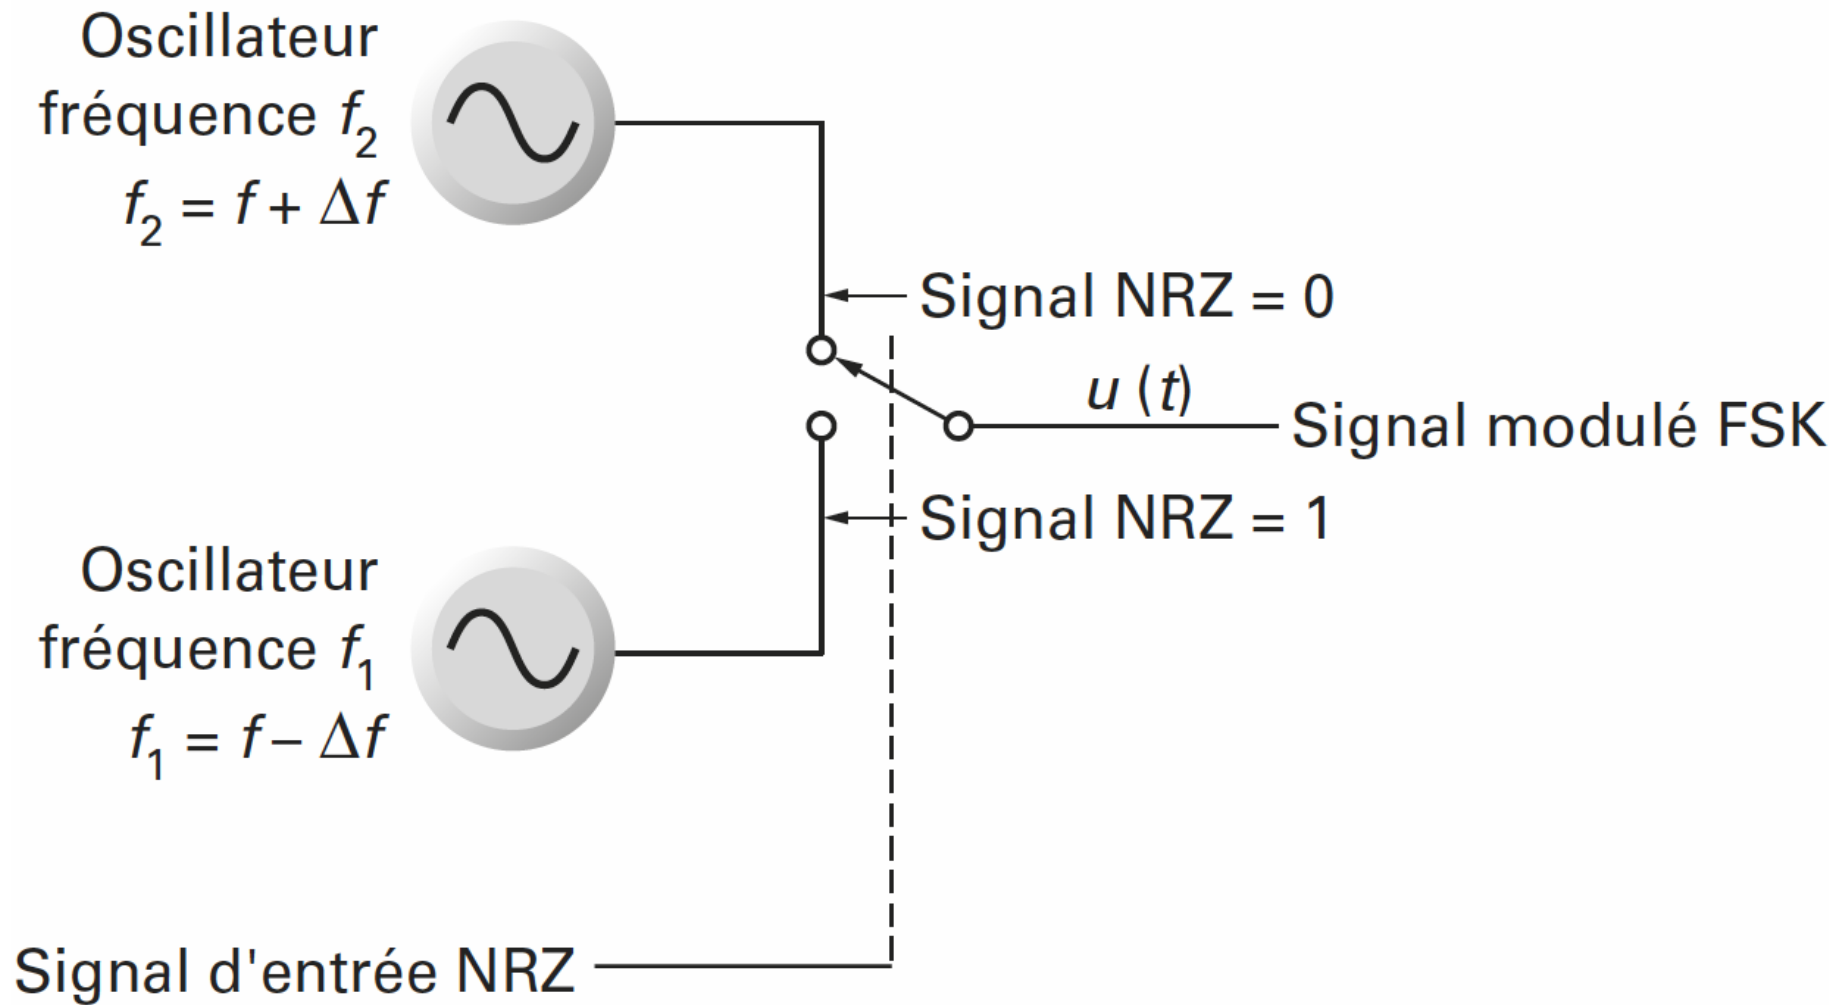 Oscillateur
fréquence f₂
f₂ = f + Δf
Signal NRZ = 0
u (t)
Signal modulé FSK
Signal NRZ = 1
Oscillateur
fréquence f₁
f₁ = f − Δf
Signal d'entrée NRZ